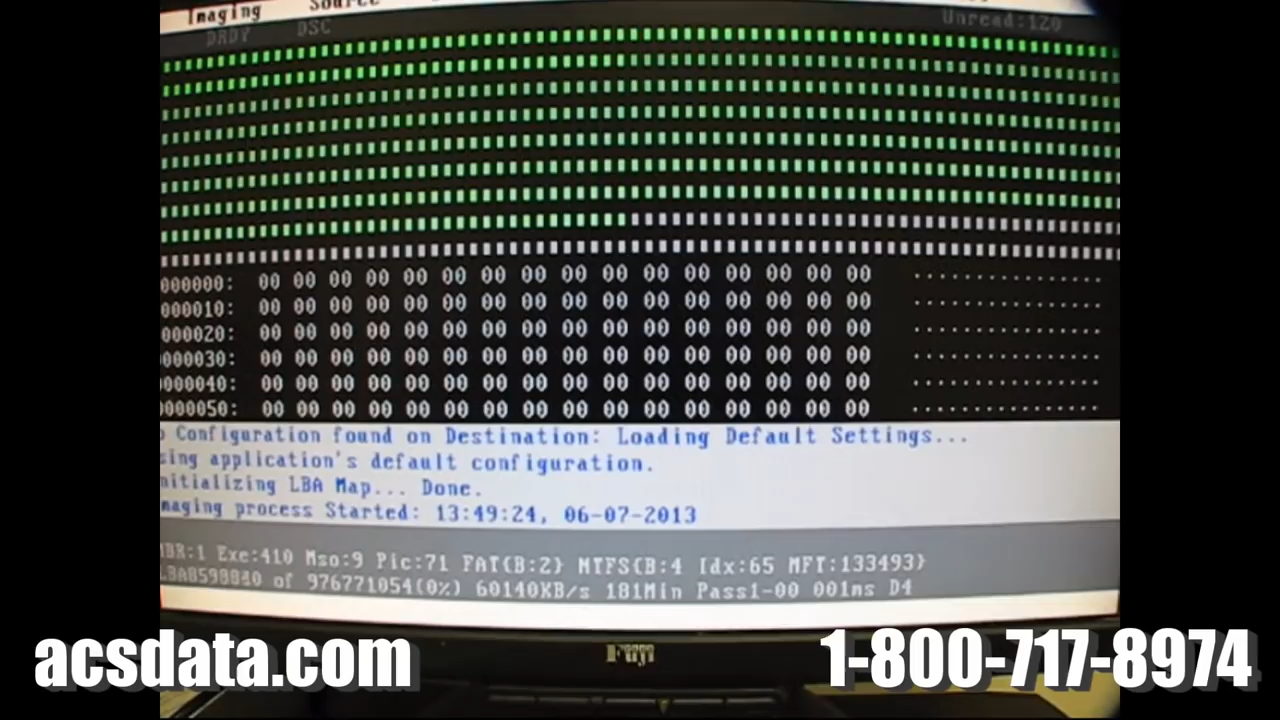 Imaging Source
DRDY DSC Unread:120
000000: 00 00 00 00 00 00 00 00 00 00 00 00 00 00 00 00 ................
000010: 00 00 00 00 00 00 00 00 00 00 00 00 00 00 00 00 ................
000020: 00 00 00 00 00 00 00 00 00 00 00 00 00 00 00 00 ................
000030: 00 00 00 00 00 00 00 00 00 00 00 00 00 00 00 00 ................
000040: 00 00 00 00 00 00 00 00 00 00 00 00 00 00 00 00 ................
000050: 00 00 00 00 00 00 00 00 00 00 00 00 00 00 00 00 ................
Configuration found on Destination: Loading Default Settings...
sing application's default configuration.
nitializing LBA Map... Done.
maging process Started: 13:49:24, 06-07-2013
MBR:1 Exe:410 Mso:9 Pic:71 FAT(B:2) NTFS(B:4 Idx:65 MFT:133493)
LBA8598840 of 976771054(0%) 60140KB/s 181Min Pass1-00 001ms D4
Fuji
acsdata.com 1-800-717-8974